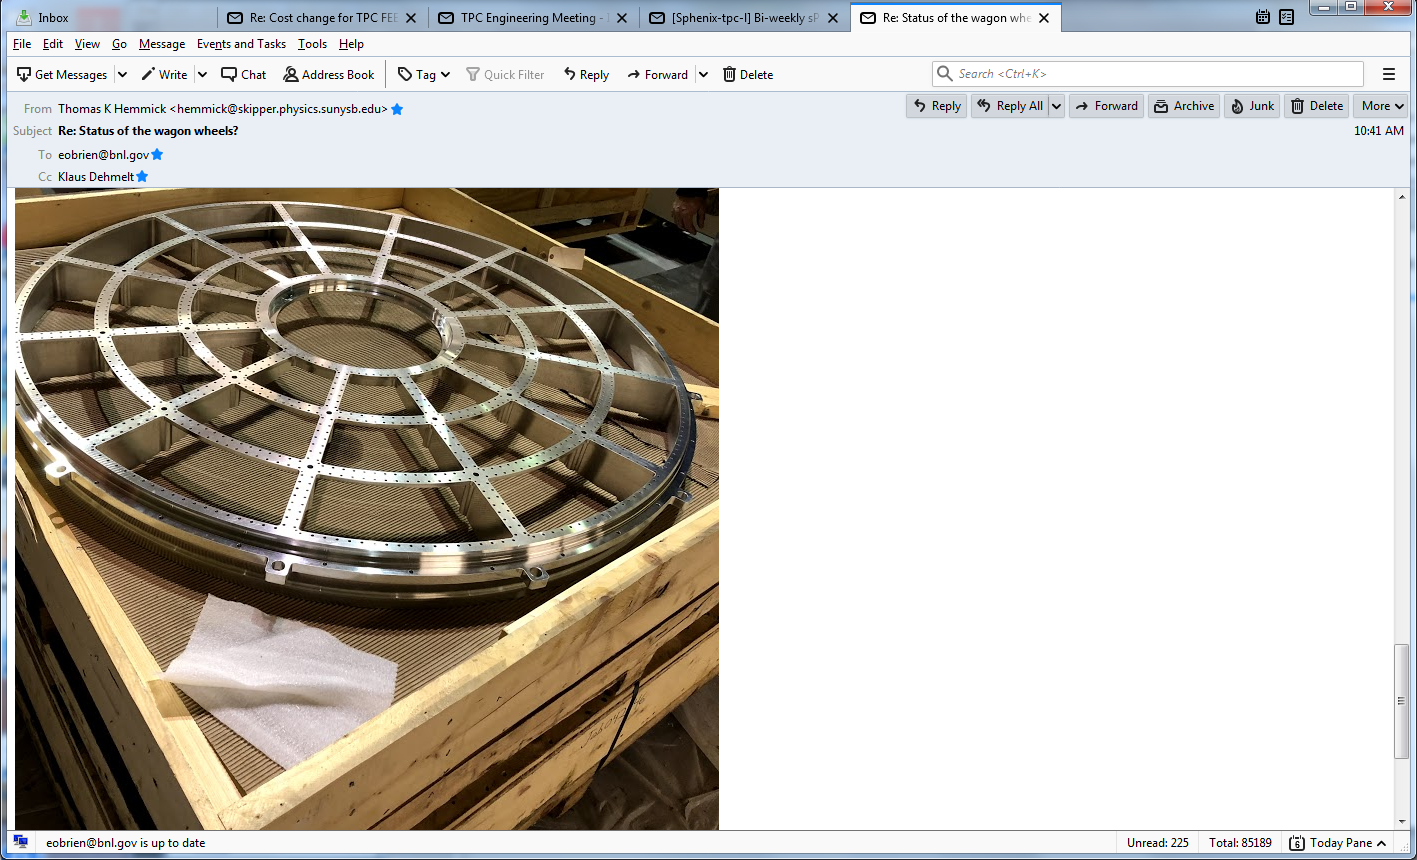 Inbox
Re: Cost change for TPC FEE
TPC Engineering Meeting -
[Sphenix-tpc-l] Bi-weekly sP
Re: Status of the wagon whe
File Edit View Go Message Events and Tasks Tools Help
Get Messages Write Chat Address Book Tag Quick Filter Reply Forward Delete Search <Ctrl+K>
From Thomas K Hemmick <hemmick@skipper.physics.sunysb.edu> Reply Reply All Forward Archive Junk Delete More
Subject Re: Status of the wagon wheels? 10:41 AM
To eobrien@bnl.gov
Cc Klaus Dehmelt
eobrien@bnl.gov is up to date Unread: 225 Total: 85189 6 Today Pane